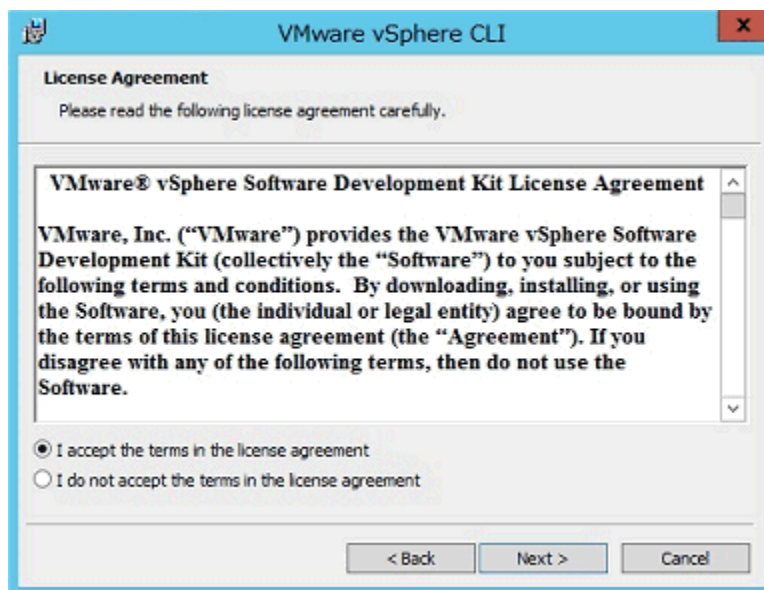 VMware vSphere CLI
x
License Agreement
Please read the following license agreement carefully.
VMware® vSphere Software Development Kit License Agreement
VMware, Inc. (“VMware”) provides the VMware vSphere Software
Development Kit (collectively the “Software”) to you subject to the
following terms and conditions.  By downloading, installing, or using
the Software, you (the individual or legal entity) agree to be bound by
the terms of this license agreement (the “Agreement”). If you
disagree with any of the following terms, then do not use the
Software.
I accept the terms in the license agreement
I do not accept the terms in the license agreement
< Back
Next >
Cancel